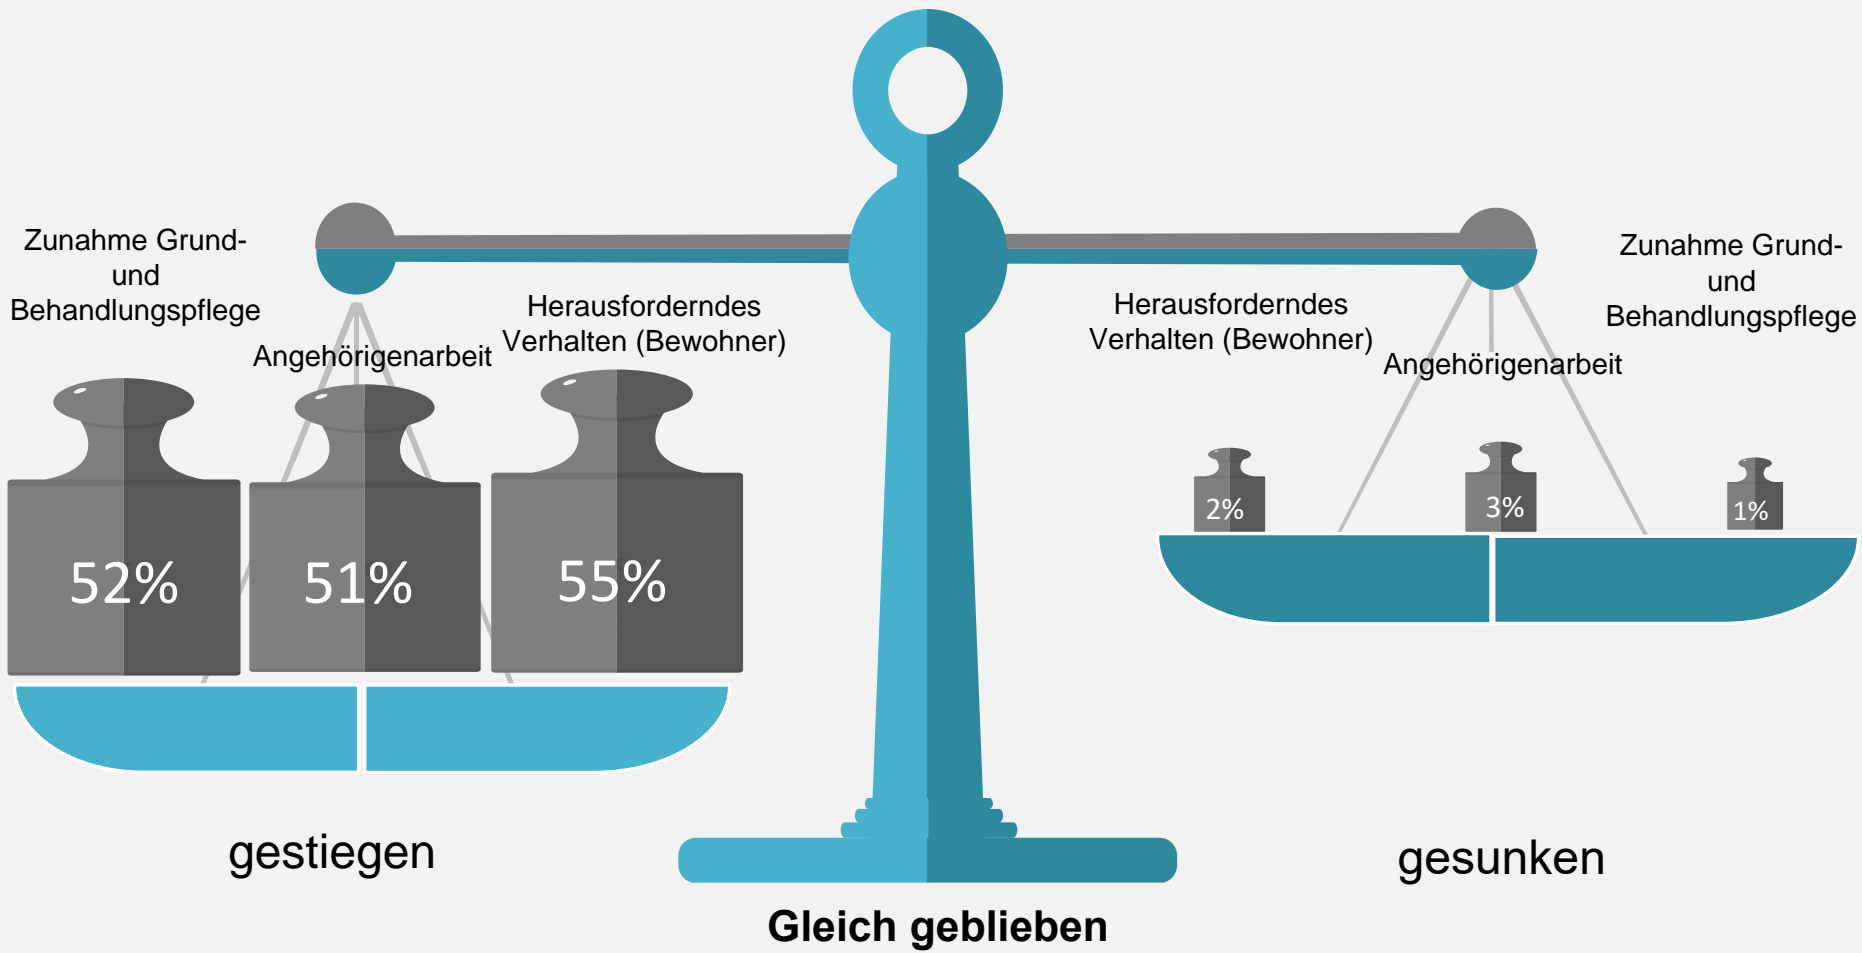 Zunahme Grund-
und
Behandlungspflege
Angehörigenarbeit
Herausforderndes
Verhalten (Bewohner)
52%
51%
55%
gestiegen
Herausforderndes
Verhalten (Bewohner)
Angehörigenarbeit
Zunahme Grund-
und
Behandlungspflege
2%
3%
1%
gesunken
Gleich geblieben